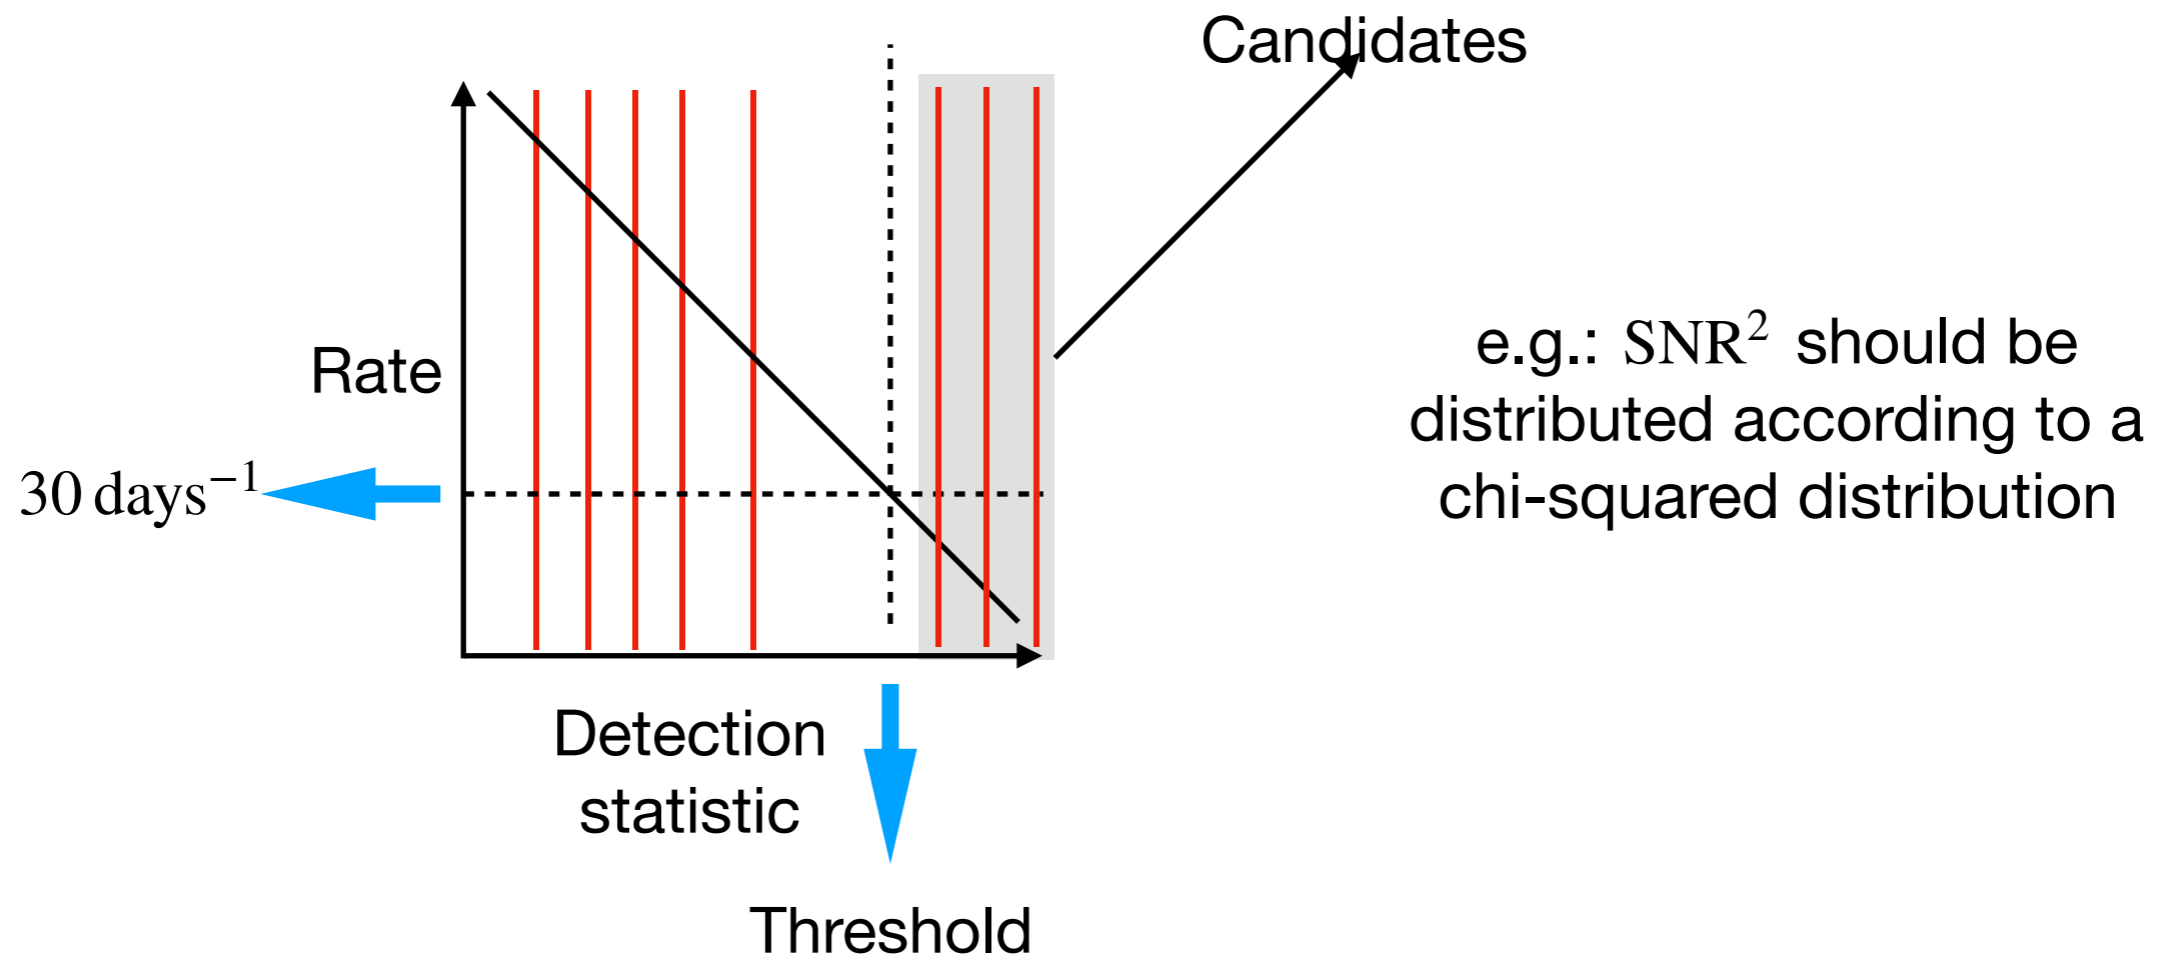 Candidates
Rate
30 days⁻¹
e.g.: SNR² should be
distributed according to a
chi-squared distribution
Detection
statistic
Threshold